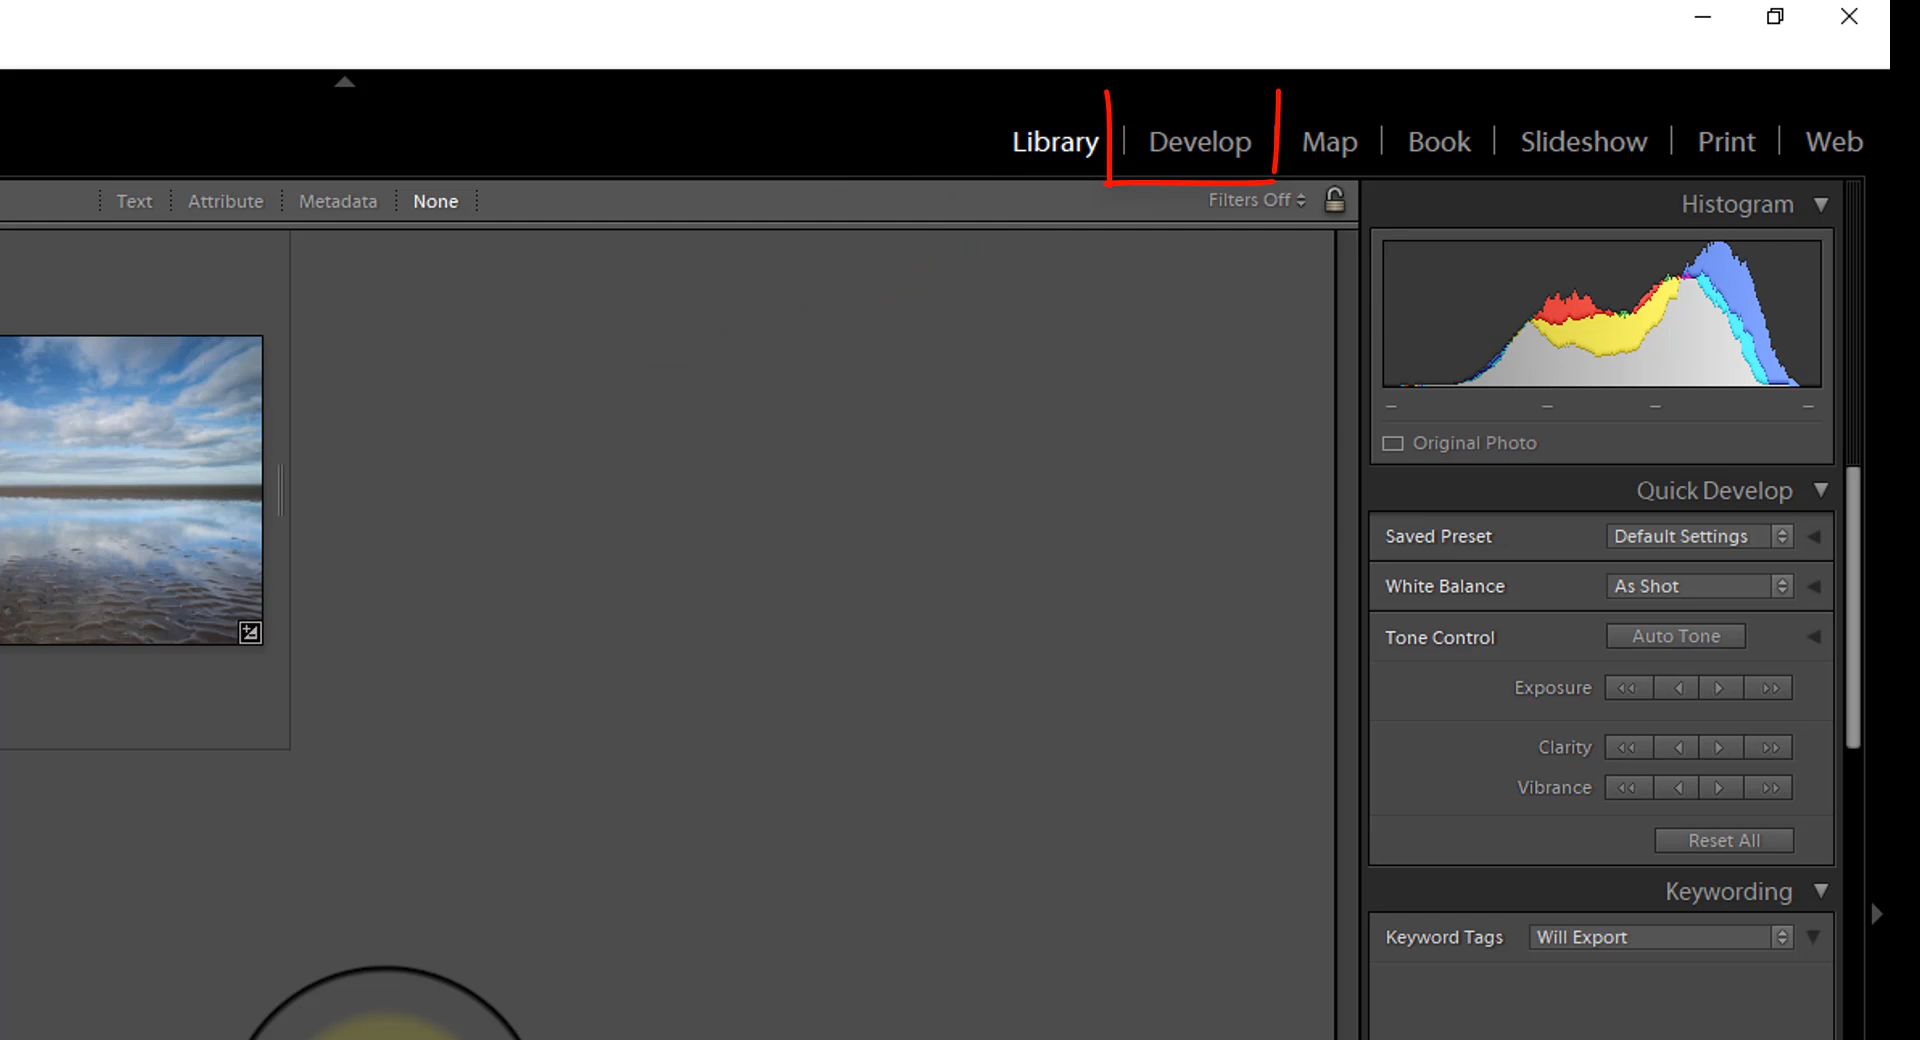 Library | Develop Map | Book | Slideshow | Print | Web
Text Attribute Metadata None Filters Off
Histogram
Original Photo
Quick Develop
Saved Preset Default Settings
White Balance As Shot
Tone Control Auto Tone
Exposure
Clarity
Vibrance
Reset All
Keywording
Keyword Tags Will Export